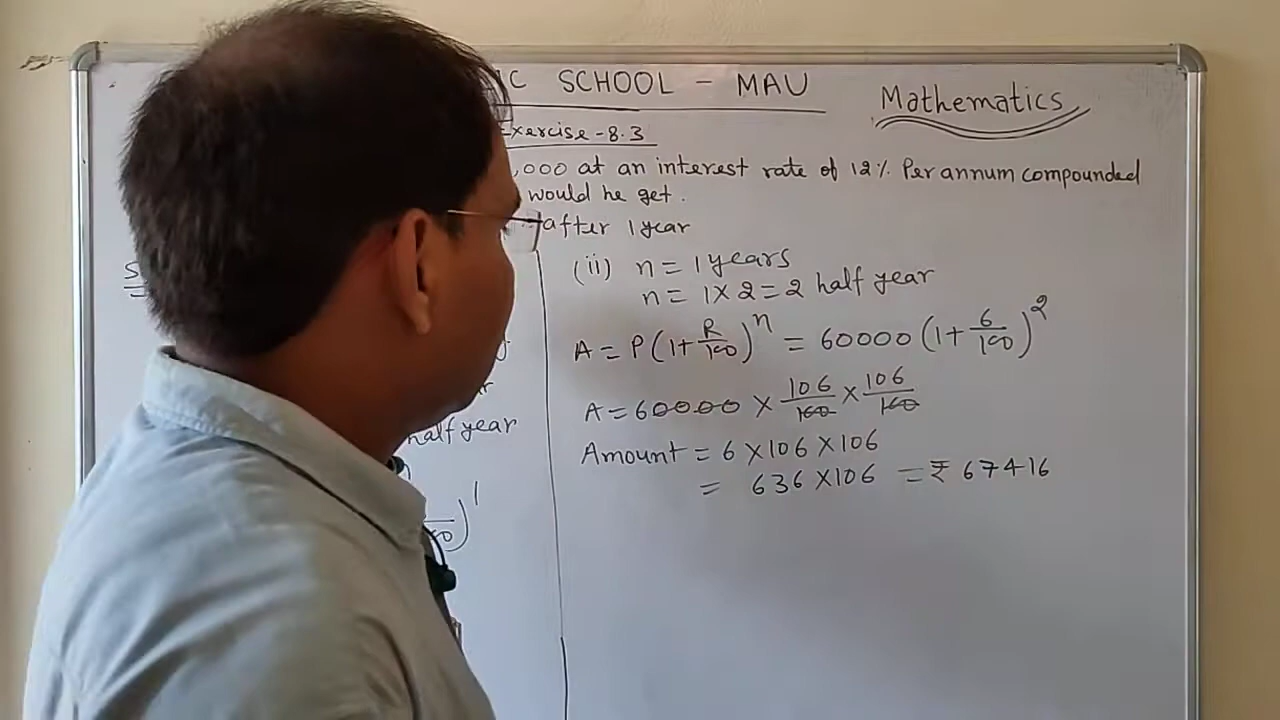 IC SCHOOL - MAU
Mathematics
Exercise-8.3
,000 at an interest rate of 12% Per annum compounded
would he get.
after 1 year
(ii) n = 1 years
n = 1×2 = 2 half year
A = P(1+R/100)^n = 60000(1+6/100)^2
A = 60000 × 106/100 × 106/100
Amount = 6×106×106
= 636×106 = ₹ 67416
half year